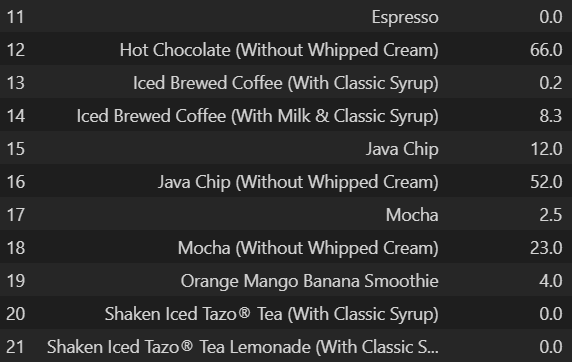 11 Espresso 0.0
12 Hot Chocolate (Without Whipped Cream) 66.0
13 Iced Brewed Coffee (With Classic Syrup) 0.2
14 Iced Brewed Coffee (With Milk & Classic Syrup) 8.3
15 Java Chip 12.0
16 Java Chip (Without Whipped Cream) 52.0
17 Mocha 2.5
18 Mocha (Without Whipped Cream) 23.0
19 Orange Mango Banana Smoothie 4.0
20 Shaken Iced Tazo® Tea (With Classic Syrup) 0.0
21 Shaken Iced Tazo® Tea Lemonade (With Classic S... 0.0